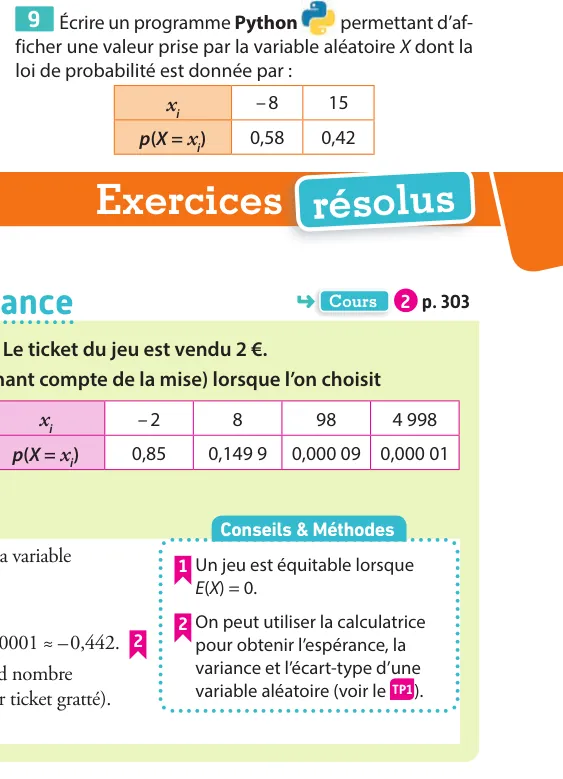 9 Écrire un programme Python permettant d'af-
ficher une valeur prise par la variable aléatoire X dont la
loi de probabilité est donnée par :
xi – 8 15
p(X = xi) 0,58 0,42
Exercices résolus
ance
Cours 2 p. 303
Le ticket du jeu est vendu 2 €.
nant compte de la mise) lorsque l'on choisit
xi – 2 8 98 4 998
p(X = xi) 0,85 0,149 9 0,000 09 0,000 01
Conseils & Méthodes
a variable
1 Un jeu est équitable lorsque
E(X) = 0.
2 On peut utiliser la calculatrice
pour obtenir l'espérance, la
variance et l'écart-type d'une
variable aléatoire (voir le TP1).
0001 ≈ –0,442. 2
d nombre
r ticket gratté).